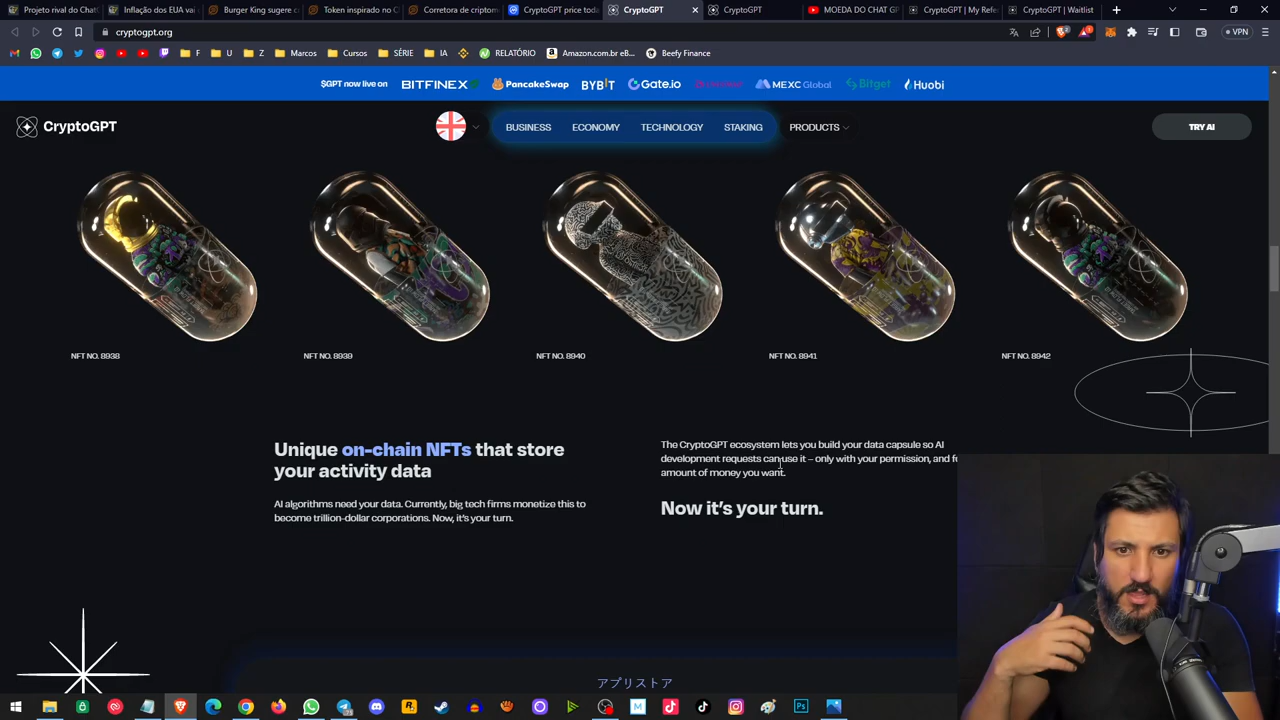 Projeto rival do ChatG
Inflação dos EUA vai
Burger King sugere c
Token inspirado no C
Corretora de criptom
CryptoGPT price toda
CryptoGPT
CryptoGPT
MOEDA DO CHAT GP
CryptoGPT | My Refe
CryptoGPT | Waitlist
cryptogpt.org
VPN
F
U
Z
Marcos
Cursos
SÉRIE
IA
RELATÓRIO
Amazon.com.br eB...
Beefy Finance
$GPT now live on
BITFINEX
PancakeSwap
BYBIT
Gate.io
MEXC Global
Bitget
Huobi
CryptoGPT
BUSINESS
ECONOMY
TECHNOLOGY
STAKING
PRODUCTS
TRY AI
NFT NO. 8938
NFT NO. 8939
NFT NO. 8940
NFT NO. 8941
NFT NO. 8942
Unique on-chain NFTs that store
your activity data
AI algorithms need your data. Currently, big tech firms monetize this to
become trillion-dollar corporations. Now, it's your turn.
The CryptoGPT ecosystem lets you build your data capsule so AI
development requests can use it – only with your permission, and fo
amount of money you want.
Now it's your turn.
アプリストア